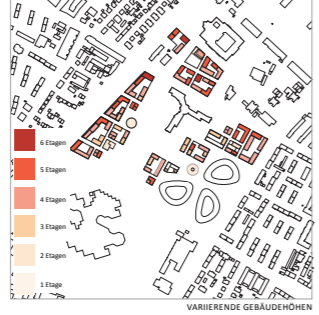 6 Etagen
5 Etagen
4 Etagen
3 Etagen
2 Etagen
1 Etage
VARIIERENDE GEBÄUDEHÖHEN